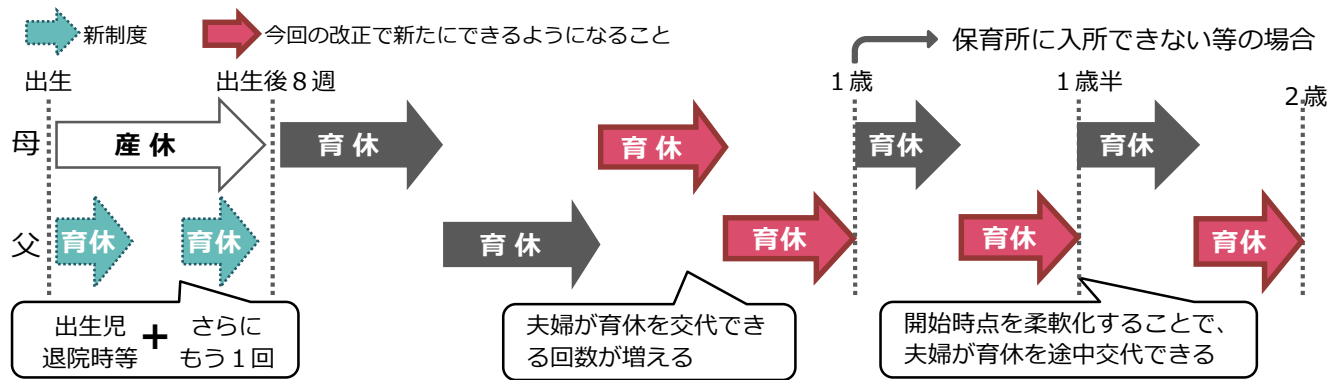 新制度
今回の改正で新たにできるようになること
保育所に入所できない等の場合
出生
出生後８週
１歳
１歳半
２歳
母
産休
育休
育休
育休
育休
父
育休
育休
育休
育休
育休
育休
出生児
退院時等
+
さらに
もう１回
夫婦が育休を交代でき
る回数が増える
開始時点を柔軟化することで、
夫婦が育休を途中交代できる